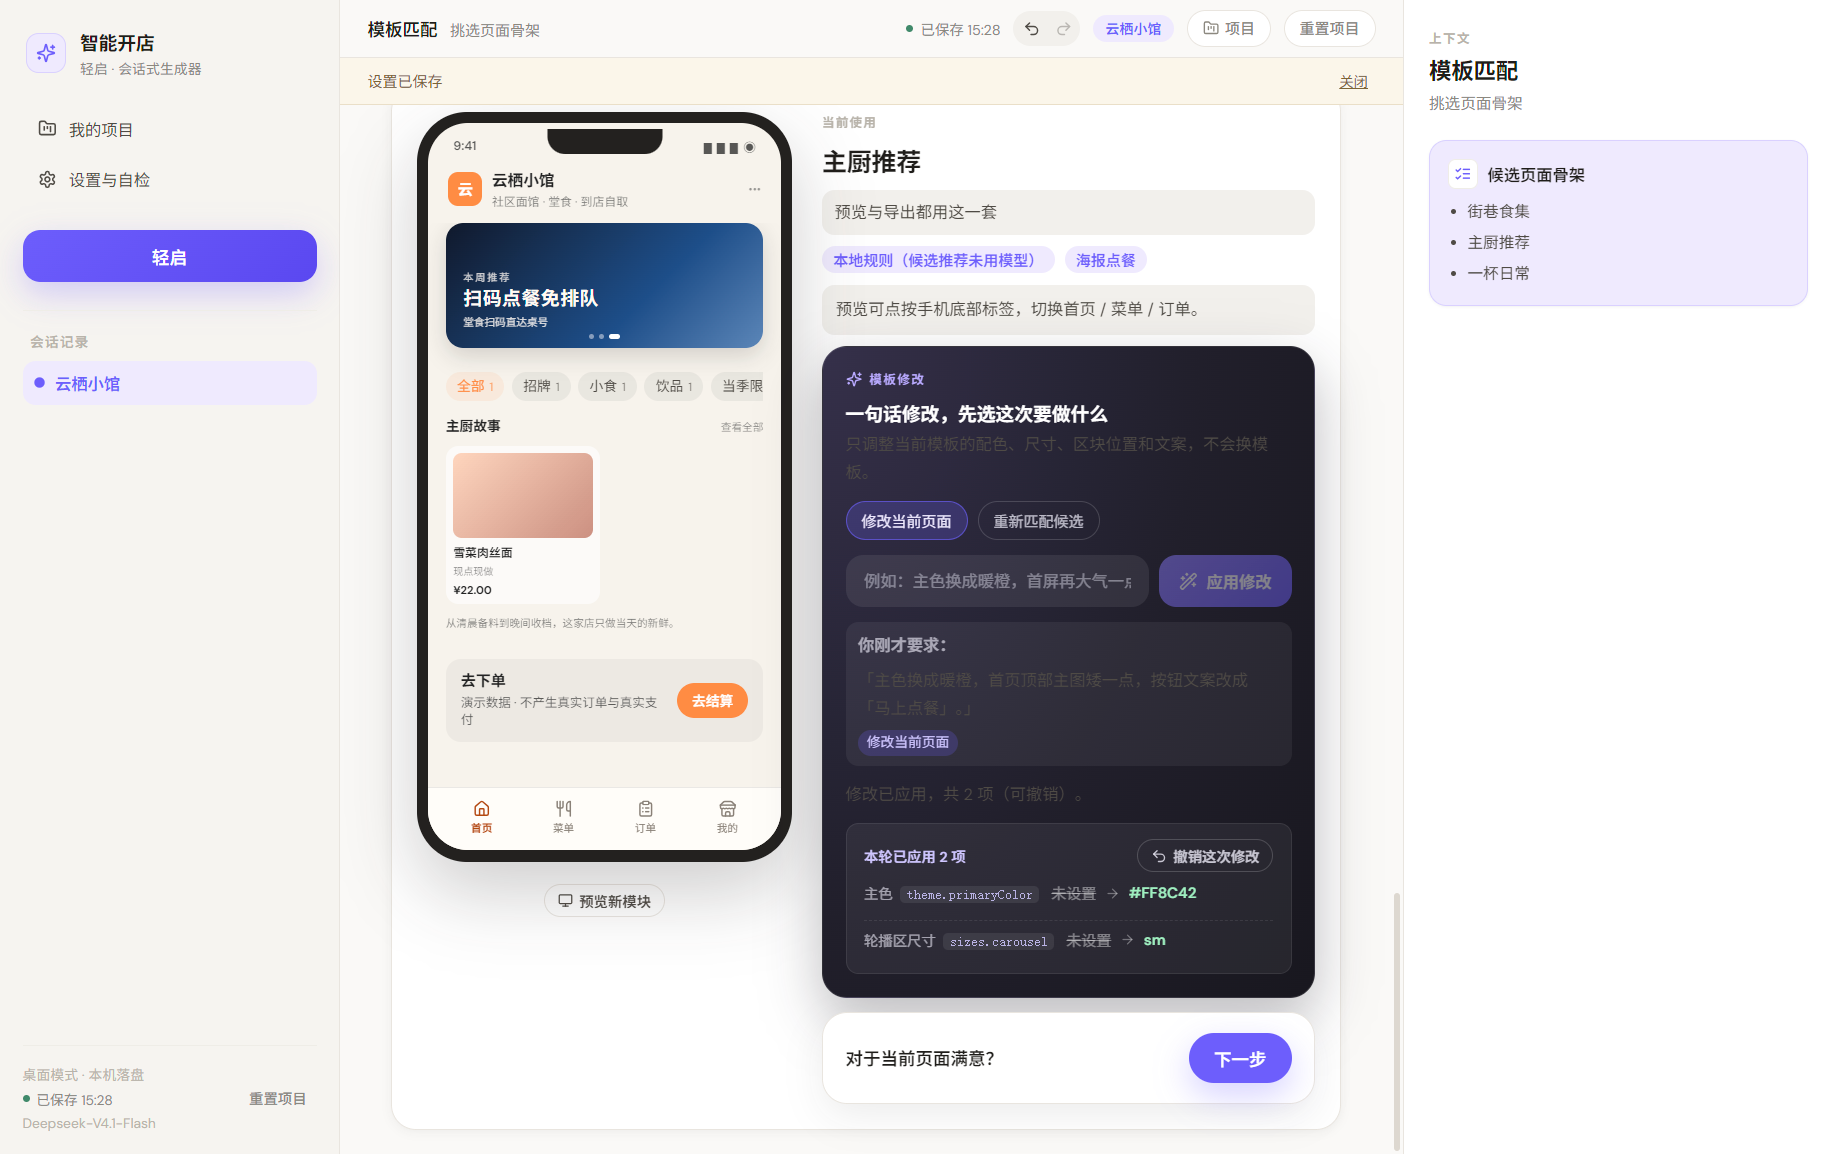 智能开店
轻启 · 会话式生成器
我的项目
设置与自检
轻启
会话记录
云栖小馆
桌面模式 · 本机落盘
已保存 15:28
重置项目
Deepseek-V4.1-Flash
模板匹配 挑选页面骨架
已保存 15:28
云栖小馆
项目
重置项目
设置已保存
关闭
9:41
云
云栖小馆
社区面馆 · 堂食 · 到店自取
本周推荐
扫码点餐免排队
堂食扫码直达桌号
全部 1
招牌 1
小食 1
饮品 1
当季限
主厨故事
查看全部
雪菜肉丝面
现点现做
¥22.00
从清晨备料到晚间收档，这家店只做当天的新鲜。
去下单
演示数据 · 不产生真实订单与真实支
付
去结算
首页
菜单
订单
我的
预览新模块
当前使用
主厨推荐
预览与导出都用这一套
本地规则（候选推荐未用模型）
海报点餐
预览可点按手机底部标签，切换首页 / 菜单 / 订单。
模板修改
一句话修改，先选这次要做什么
只调整当前模板的配色、尺寸、区块位置和文案，不会换模
板。
修改当前页面
重新匹配候选
例如：主色换成暖橙，首屏再大气一点
应用修改
你刚才要求：
「主色换成暖橙，首页顶部主图矮一点，按钮文案改成
「马上点餐」。」
修改当前页面
修改已应用，共 2 项（可撤销）。
本轮已应用 2 项
撤销这次修改
主色 theme.primaryColor 未设置 → #FF8C42
轮播区尺寸 sizes.carousel 未设置 → sm
对于当前页面满意？
下一步
上下文
模板匹配
挑选页面骨架
候选页面骨架
街巷食集
主厨推荐
一杯日常